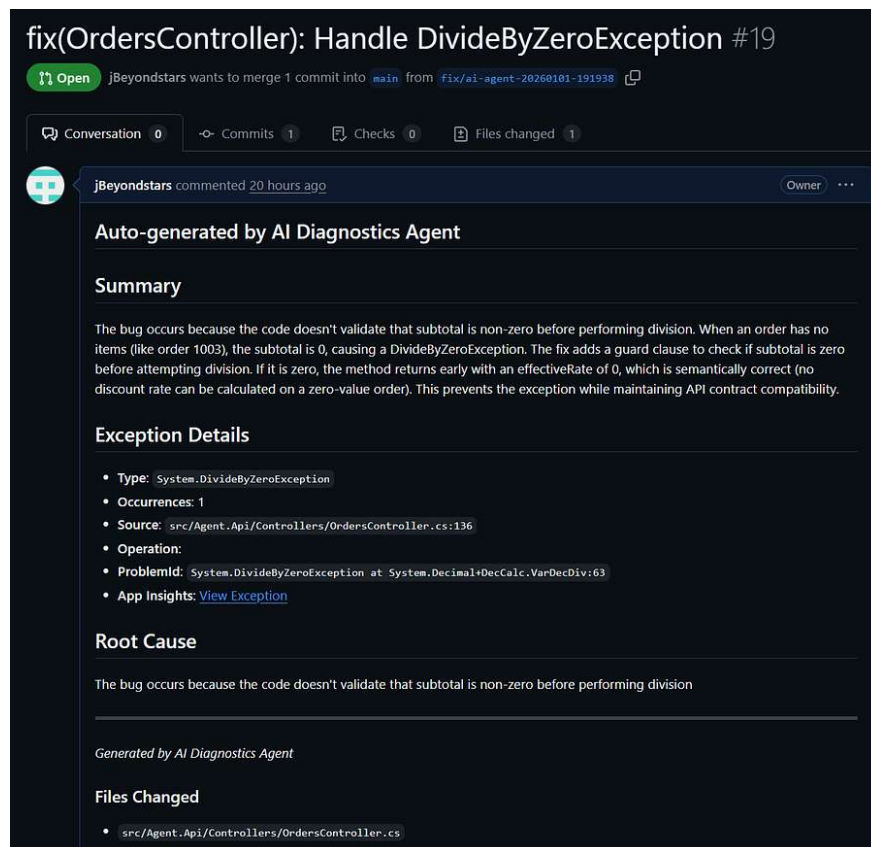 fix(OrdersController): Handle DivideByZeroException #19
Open jBeyondstars wants to merge 1 commit into main from fix/ai-agent-20260101-191938
Conversation 0 Commits 1 Checks 0 Files changed 1
jBeyondstars commented 20 hours ago Owner ...
Auto-generated by AI Diagnostics Agent
Summary
The bug occurs because the code doesn't validate that subtotal is non-zero before performing division. When an order has no
items (like order 1003), the subtotal is 0, causing a DivideByZeroException. The fix adds a guard clause to check if subtotal is zero
before attempting division. If it is zero, the method returns early with an effectiveRate of 0, which is semantically correct (no
discount rate can be calculated on a zero-value order). This prevents the exception while maintaining API contract compatibility.
Exception Details
• Type: System.DivideByZeroException
• Occurrences: 1
• Source: src/Agent.Api/Controllers/OrdersController.cs:136
• Operation:
• ProblemId: System.DivideByZeroException at System.Decimal+DecCalc.VarDecDiv:63
• App Insights: View Exception
Root Cause
The bug occurs because the code doesn't validate that subtotal is non-zero before performing division
Generated by AI Diagnostics Agent
Files Changed
• src/Agent.Api/Controllers/OrdersController.cs